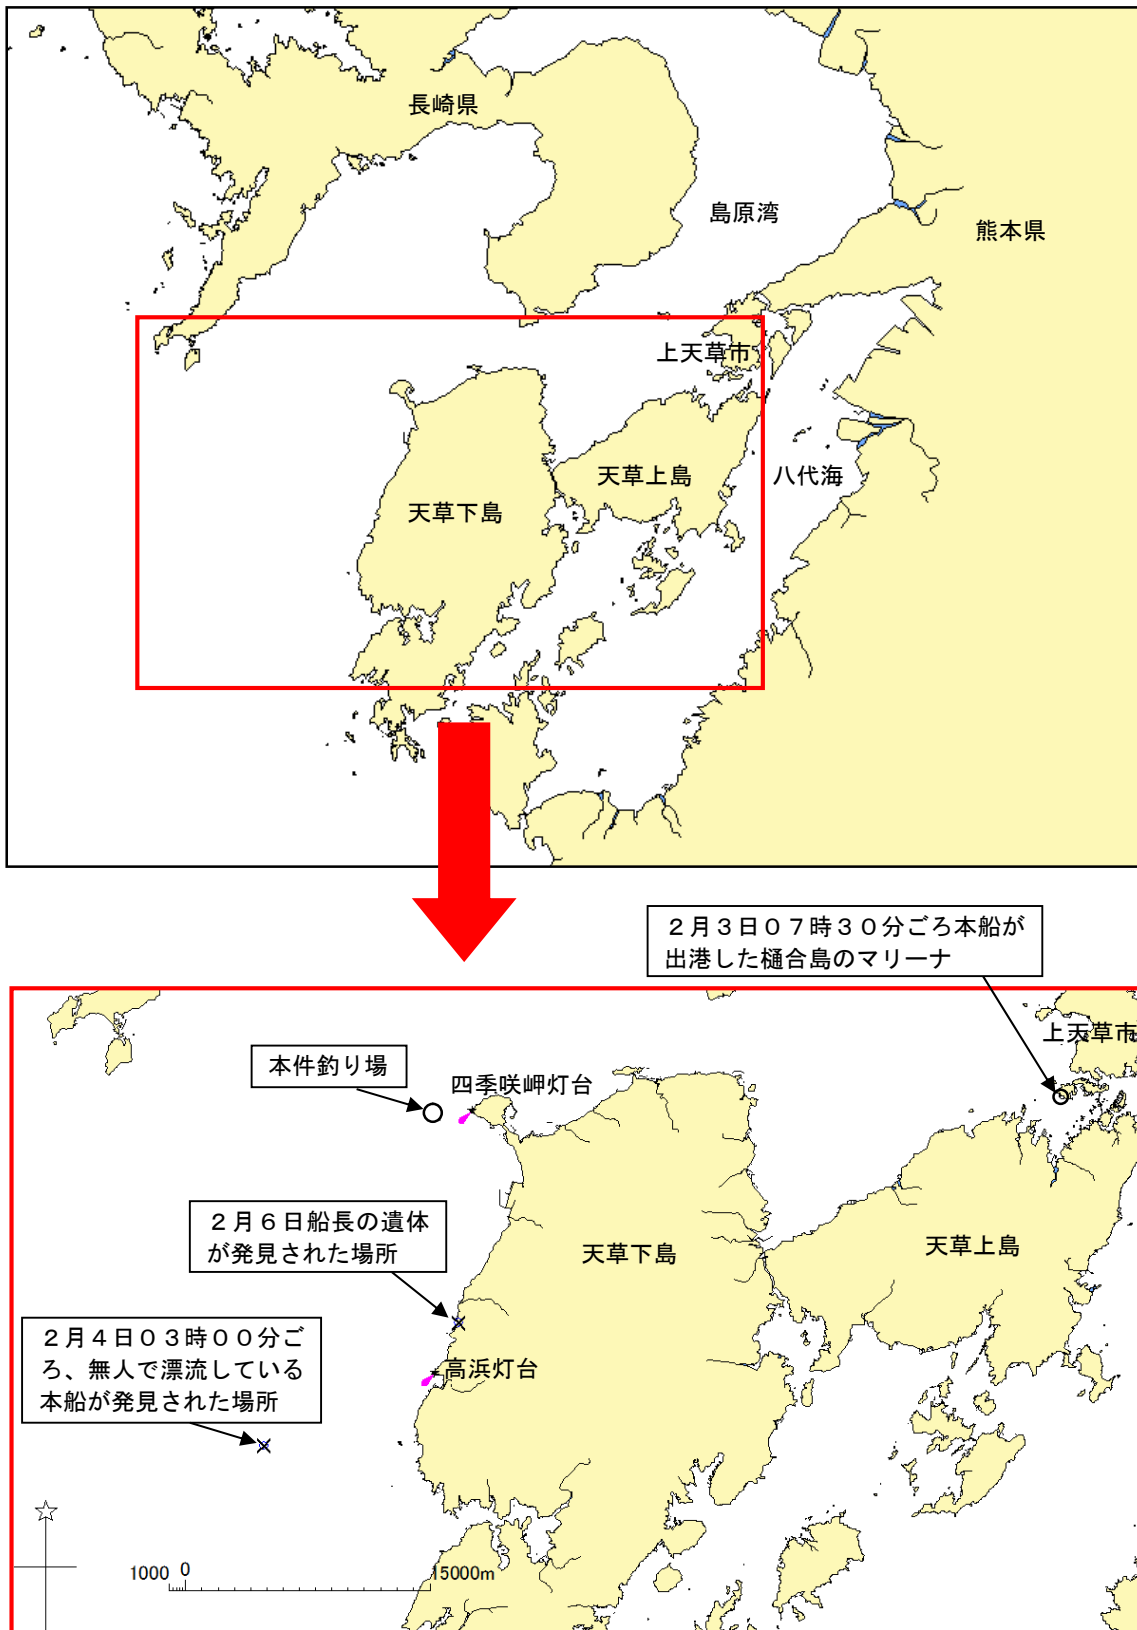 長崎県
島原湾
熊本県
上天草市
天草上島
八代海
天草下島
２月３日０７時３０分ごろ本船が
出港した樋合島のマリーナ
上天草市
本件釣り場
四季咲岬灯台
２月６日船長の遺体
が発見された場所
天草下島
天草上島
２月４日０３時００分ご
ろ、無人で漂流している
本船が発見された場所
高浜灯台
1000 0 15000m